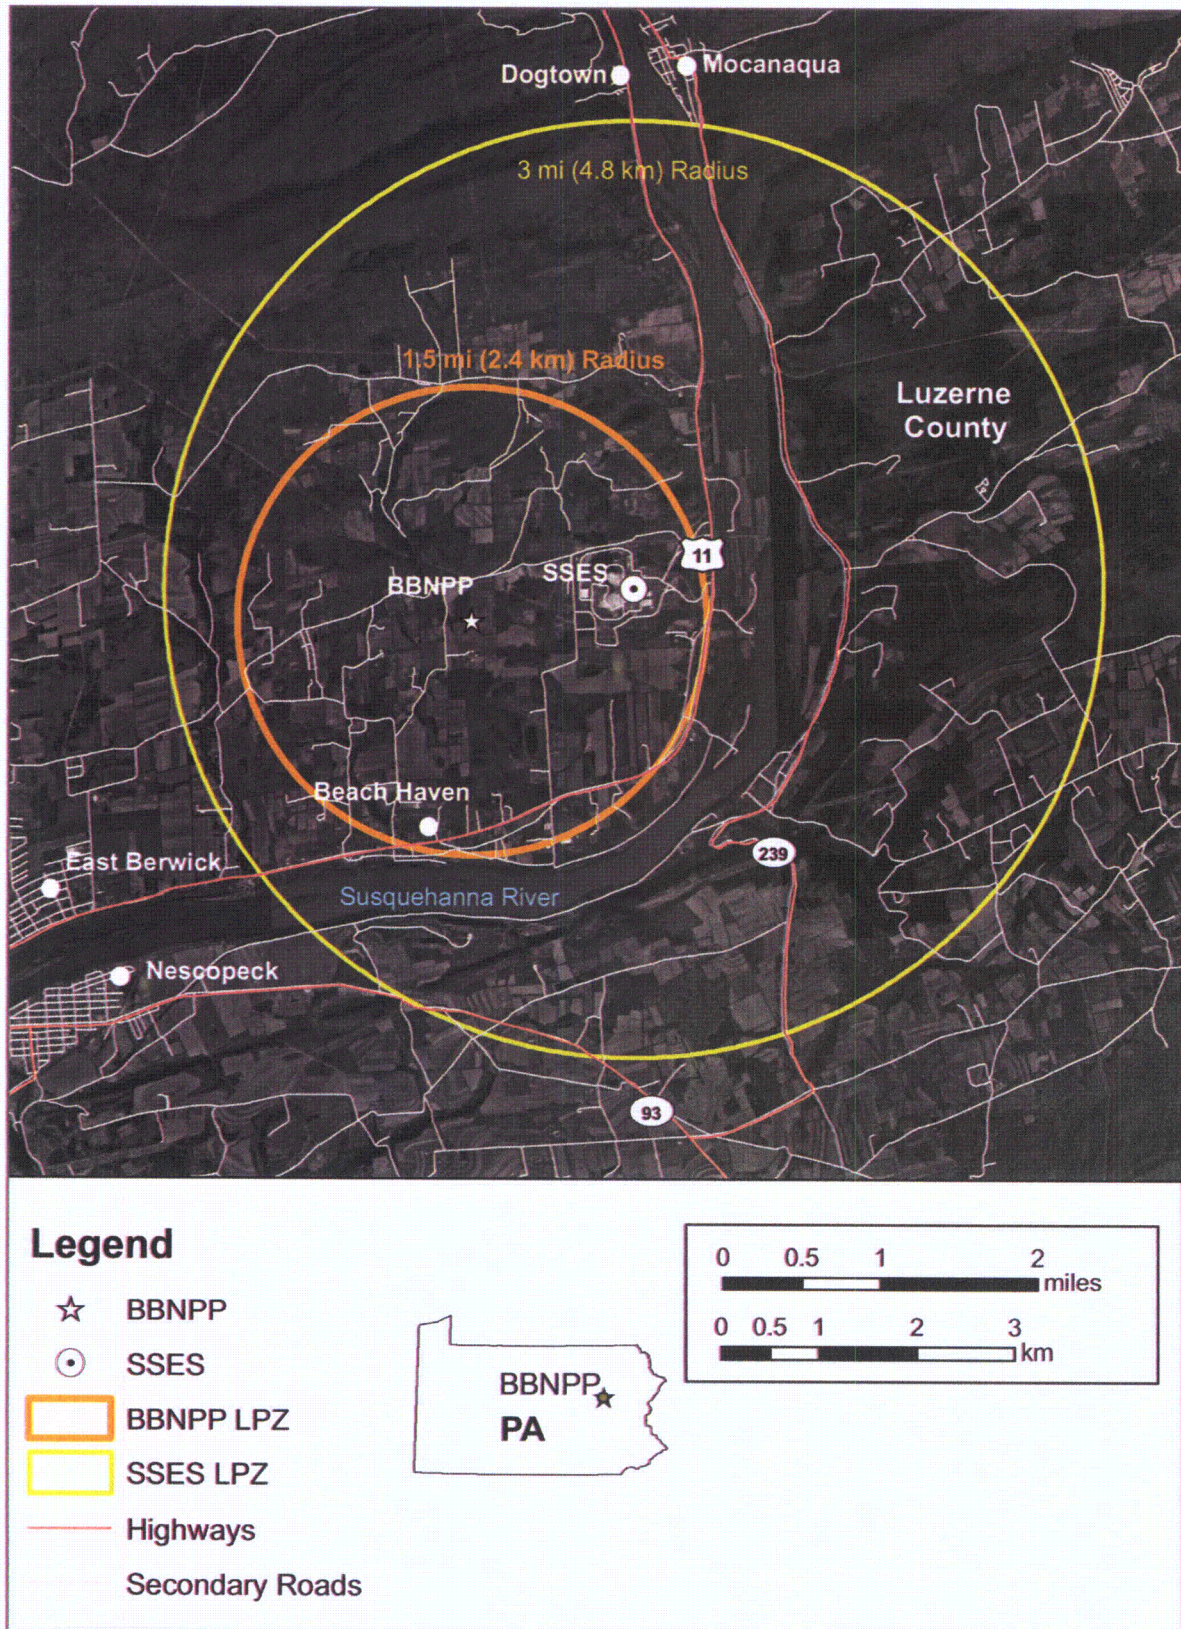 Dogtown
Mocanaqua
3 mi (4.8 km) Radius
1.5 mi (2.4 km) Radius
Luzerne
County
11
SSES
BBNPP
Beach Haven
East Berwick
239
Susquehanna River
Nescopeck
93
Legend
BBNPP
SSES
BBNPP LPZ
SSES LPZ
Highways
Secondary Roads
BBNPP
PA
0 0.5 1 2
miles
0 0.5 1 2 3
km